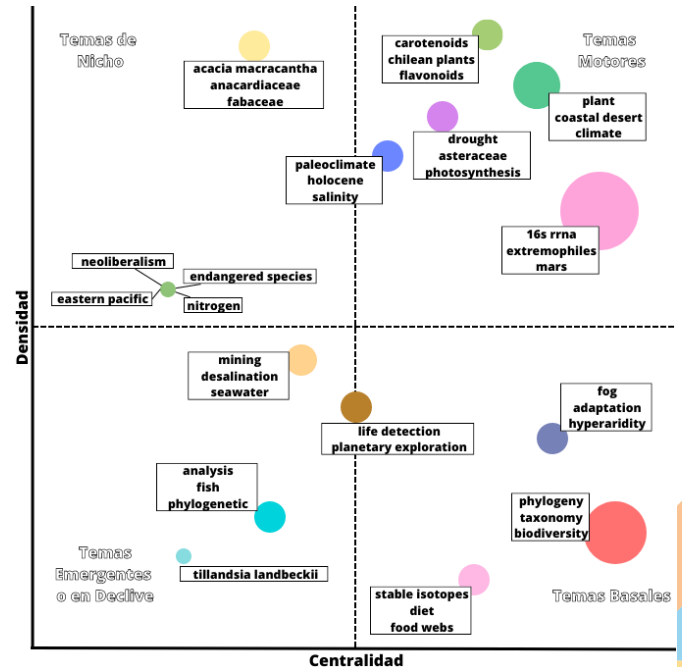 Temas de
Nicho
Temas
Motores
acacia macracantha
anacardiaceae
fabaceae
carotenoids
chilean plants
flavonoids
plant
coastal desert
climate
drought
asteraceae
photosynthesis
paleoclimate
holocene
salinity
16s rrna
extremophiles
mars
neoliberalism
endangered species
eastern pacific
nitrogen
Densidad
mining
desalination
seawater
life detection
planetary exploration
fog
adaptation
hyperaridity
analysis
fish
phylogenetic
phylogeny
taxonomy
biodiversity
Temas
Emergentes
o en Declive
tillandsia landbeckii
stable isotopes
diet
food webs
Temas Basales
Centralidad